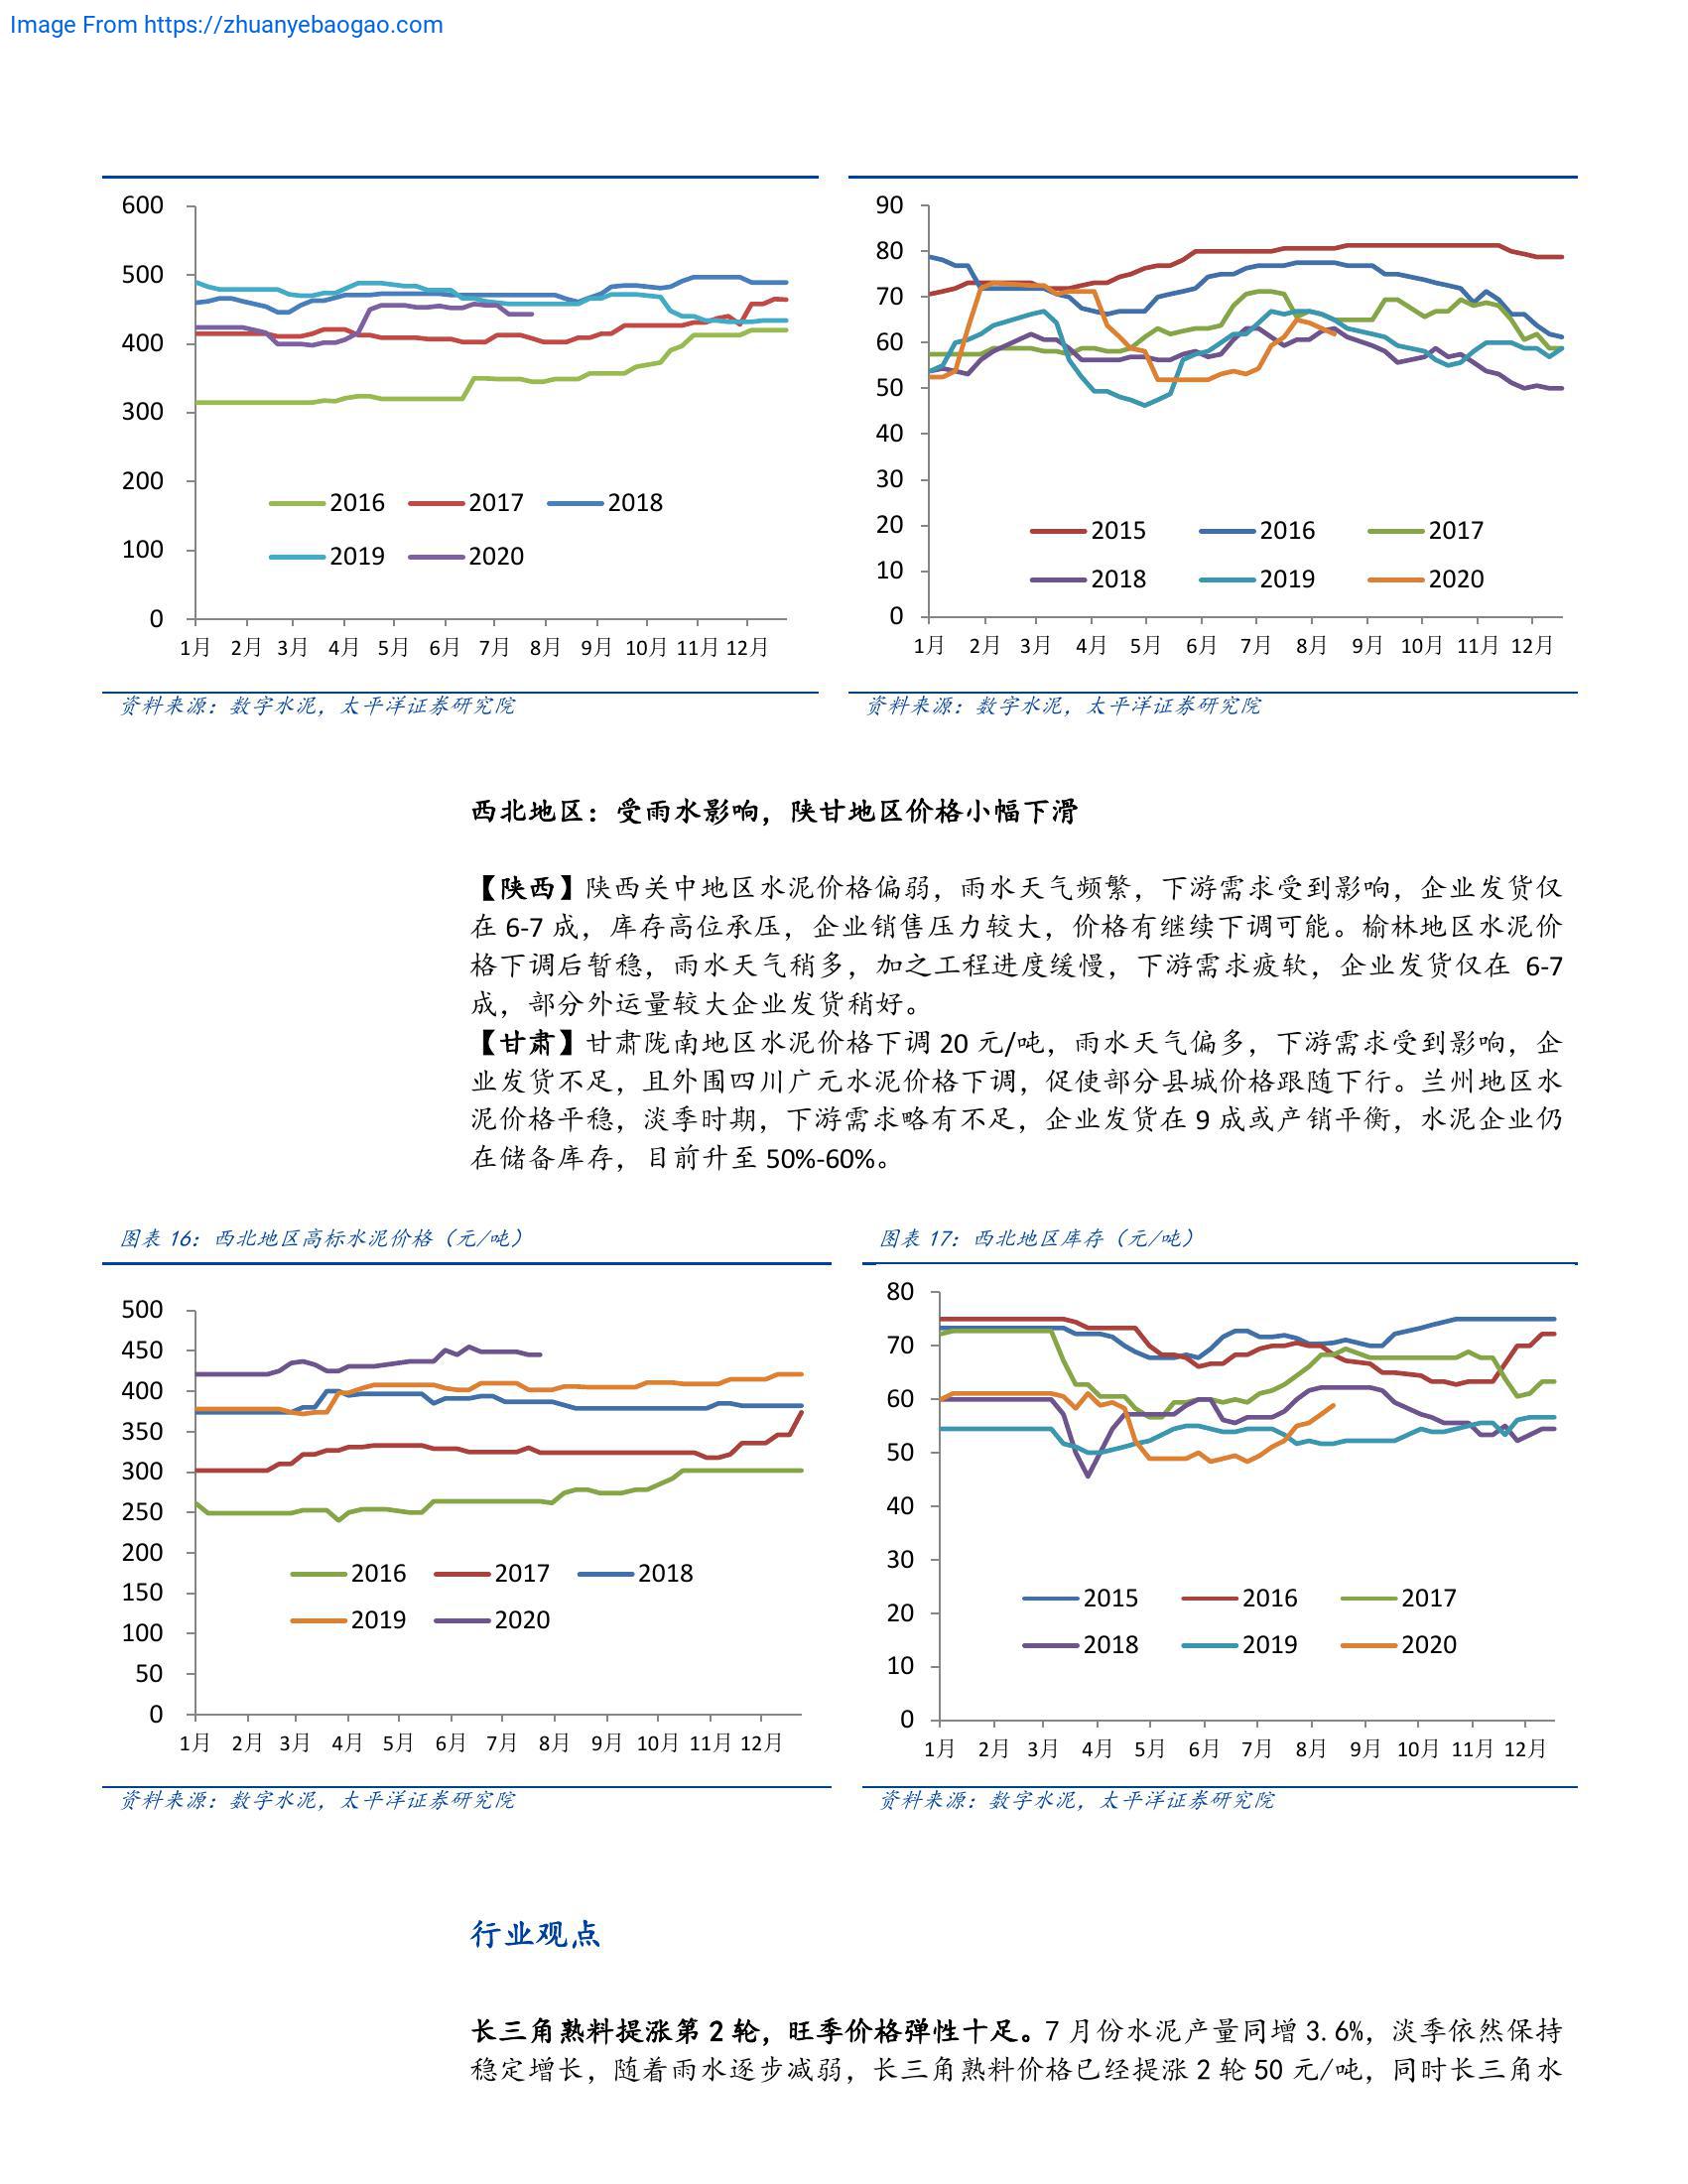 Image From https://zhuanyebaogao.com
600
500
400
300
200
100
0
2016 2017 2018
2019 2020
1月 2月 3月 4月 5月 6月 7月 8月 9月 10月 11月 12月
90
80
70
60
50
40
30
20
10
0
2015 2016 2017
2018 2019 2020
1月 2月 3月 4月 5月 6月 7月 8月 9月 10月 11月 12月
资料来源：数字水泥，太平洋证券研究院
资料来源：数字水泥，太平洋证券研究院
西北地区：受雨水影响，陕甘地区价格小幅下滑
【陕西】陕西关中地区水泥价格偏弱，雨水天气频繁，下游需求受到影响，企业发货仅
在 6-7 成，库存高位承压，企业销售压力较大，价格有继续下调可能。榆林地区水泥价
格下调后暂稳，雨水天气稍多，加之工程进度缓慢，下游需求疲软，企业发货仅在 6-7
成，部分外运量较大企业发货稍好。
【甘肃】甘肃陇南地区水泥价格下调 20 元/吨，雨水天气偏多，下游需求受到影响，企
业发货不足，且外围四川广元水泥价格下调，促使部分县城价格跟随下行。兰州地区水
泥价格平稳，淡季时期，下游需求略有不足，企业发货在 9 成或产销平衡，水泥企业仍
在储备库存，目前升至 50%-60%。
图表 16：西北地区高标水泥价格（元/吨）
图表 17：西北地区库存（元/吨）
500
450
400
350
300
250
200
150
100
50
0
2016 2017 2018
2019 2020
1月 2月 3月 4月 5月 6月 7月 8月 9月 10月 11月 12月
80
70
60
50
40
30
20
10
0
2015 2016 2017
2018 2019 2020
1月 2月 3月 4月 5月 6月 7月 8月 9月 10月 11月 12月
资料来源：数字水泥，太平洋证券研究院
资料来源：数字水泥，太平洋证券研究院
行业观点
长三角熟料提涨第 2 轮，旺季价格弹性十足。7 月份水泥产量同增 3.6%，淡季依然保持
稳定增长，随着雨水逐步减弱，长三角熟料价格已经提涨 2 轮 50 元/吨，同时长三角水